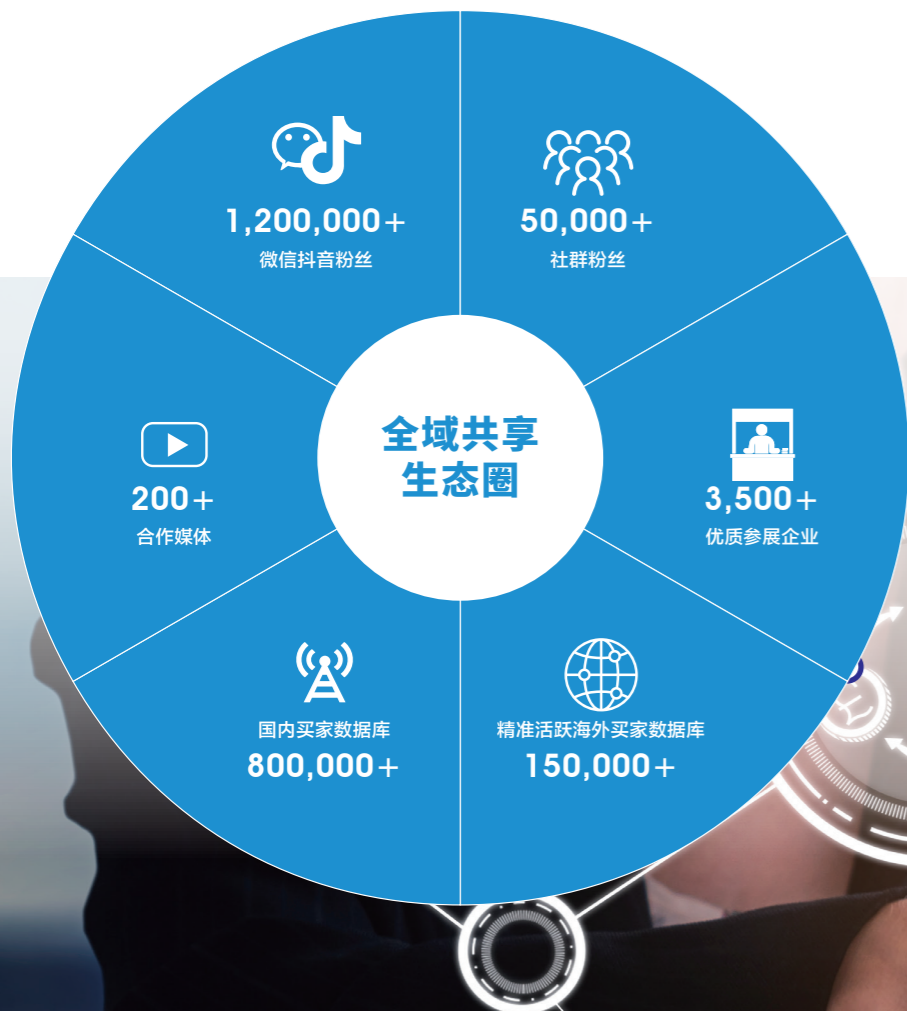 1,200,000+
微信抖音粉丝
50,000+
社群粉丝
200+
合作媒体
全域共享
生态圈
3,500+
优质参展企业
国内买家数据库
800,000+
精准活跃海外买家数据库
150,000+